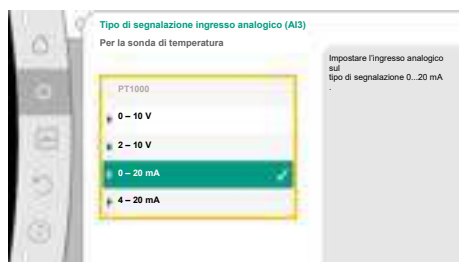 Tipo di segnalazione ingresso analogico (AI3)
Per la sonda di temperatura
Impostare l'ingresso analogico
sul
tipo di segnalazione 0...20 mA
.
PT1000
0 – 10 V
2 – 10 V
0 – 20 mA
4 – 20 mA